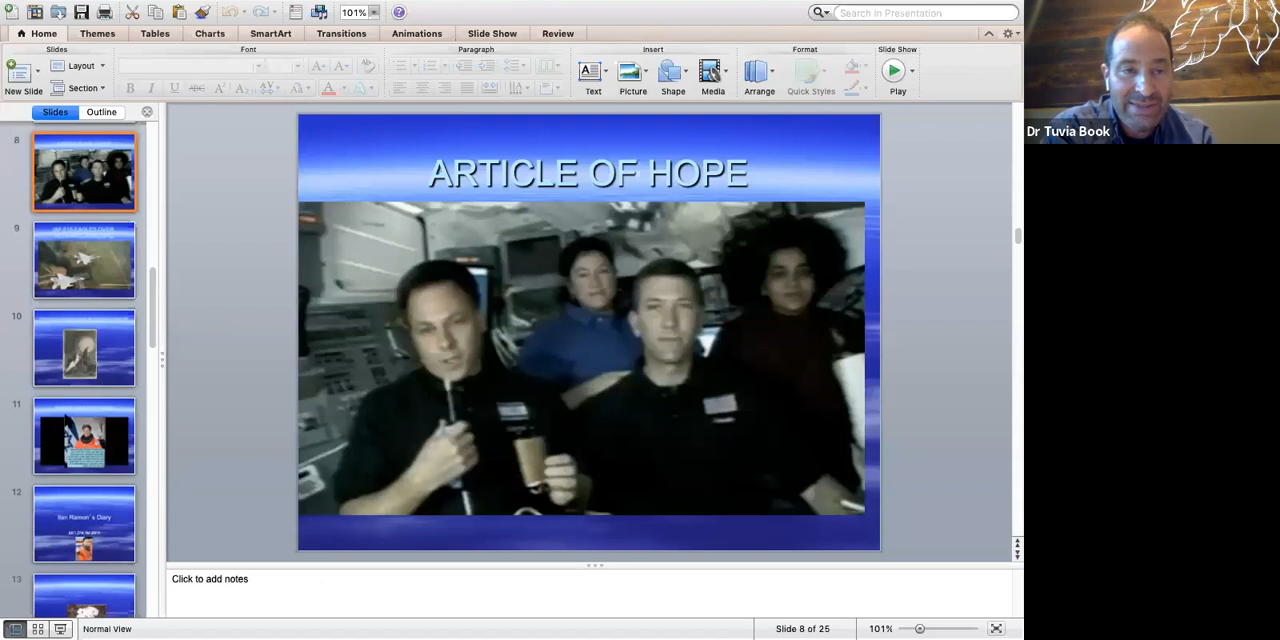 101%
Search in Presentation
Home
Themes
Tables
Charts
SmartArt
Transitions
Animations
Slide Show
Review
Slides
Font
Paragraph
Insert
Format
Slide Show
Layout
Section
New Slide
B I U ABC
Text
Picture
Shape
Media
Arrange
Quick Styles
Play
Slides
Outline
Dr Tuvia Book
8
9
10
11
12
Ilan Ramon's Diary
13
ARTICLE OF HOPE
Click to add notes
Normal View
Slide 8 of 25
101%